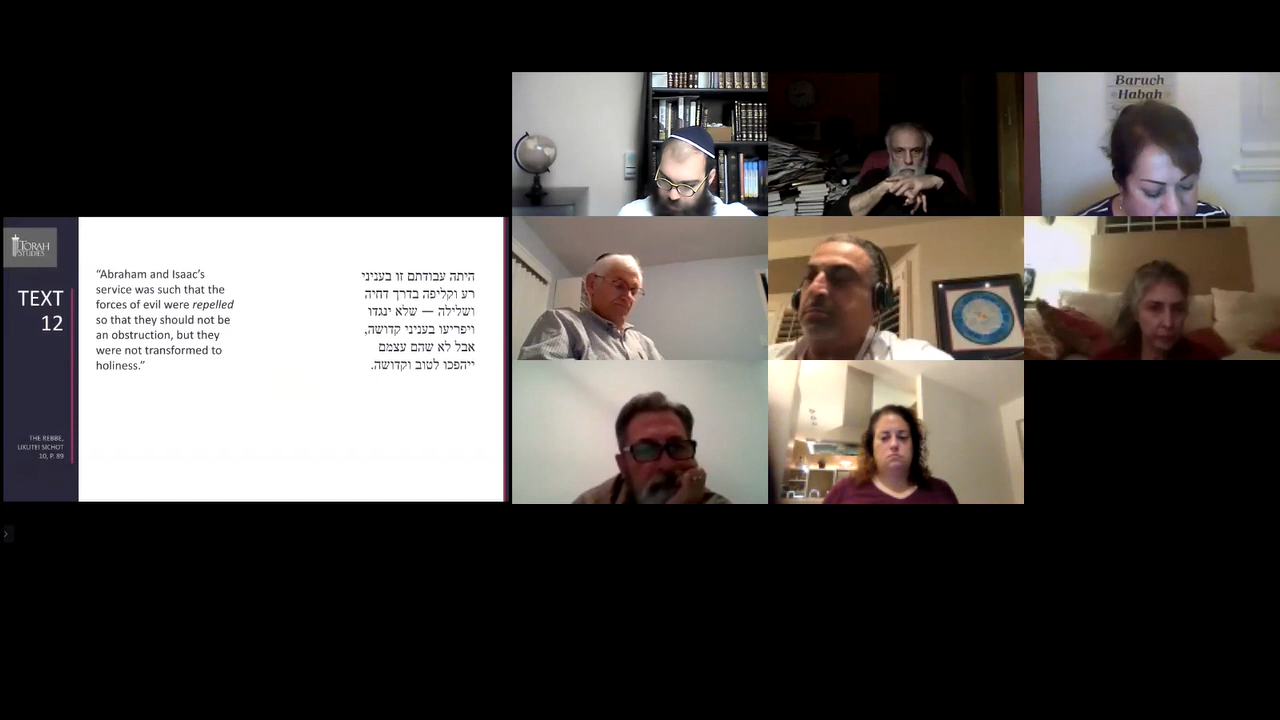 TORAH
STUDIES
TEXT
12
THE REBBE,
LIKUTEI SICHOT
10, P. 89
“Abraham and Isaac’s
service was such that the
forces of evil were repelled
so that they should not be
an obstruction, but they
were not transformed to
holiness.”
היתה עבודתם זו בעניני
רע וקליפה בדרך דחיה
ושלילה — שלא ינגדו
ויפריעו בעניני קדושה,
אבל לא שהם עצמם
ייהפכו לטוב וקדושה.
Baruch
Habah